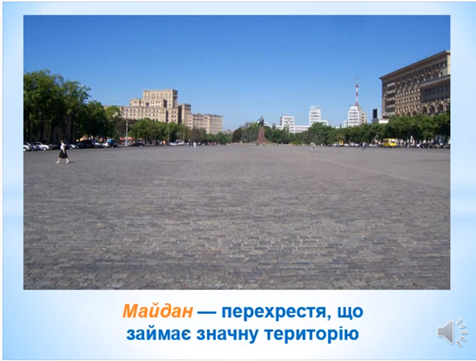 Майдан — перехрестя, що
займає значну територію